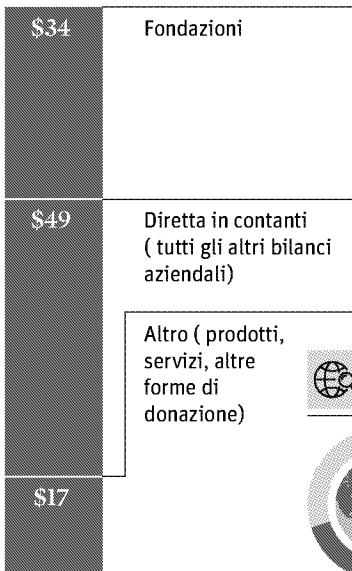 $34
Fondazioni
$49
Diretta in contanti
( tutti gli altri bilanci
aziendali)
Altro ( prodotti,
servizi, altre
forme di
donazione)
$17